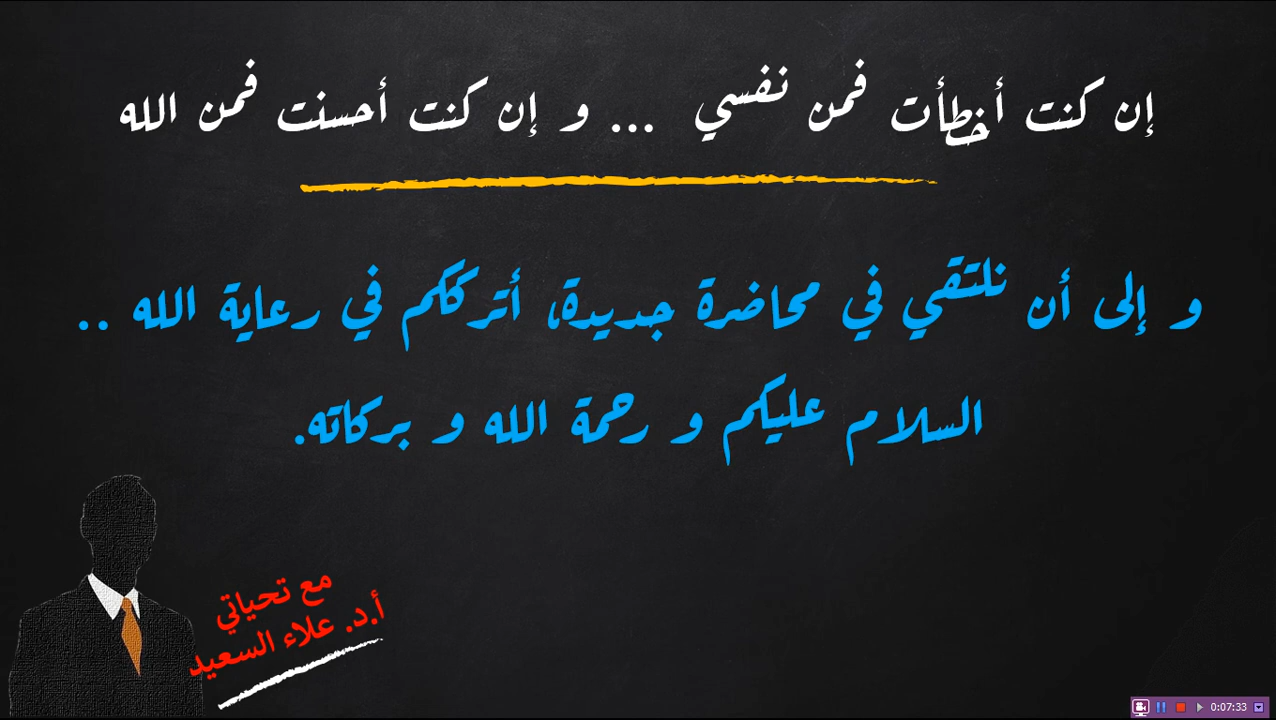 إن كنت أخطأت فمن نفسي ... و إن كنت أحسنت فمن الله
و إلى أن نلتقي في محاضرة جديدة، أترككم في رعاية الله ..
السلام عليكم و رحمة الله و بركاته.
مع تحياتي
أ.د. علاء السعيد
0:07:33